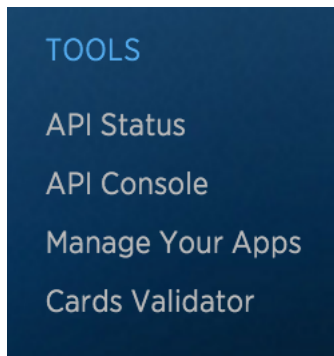 TOOLS
API Status
API Console
Manage Your Apps
Cards Validator